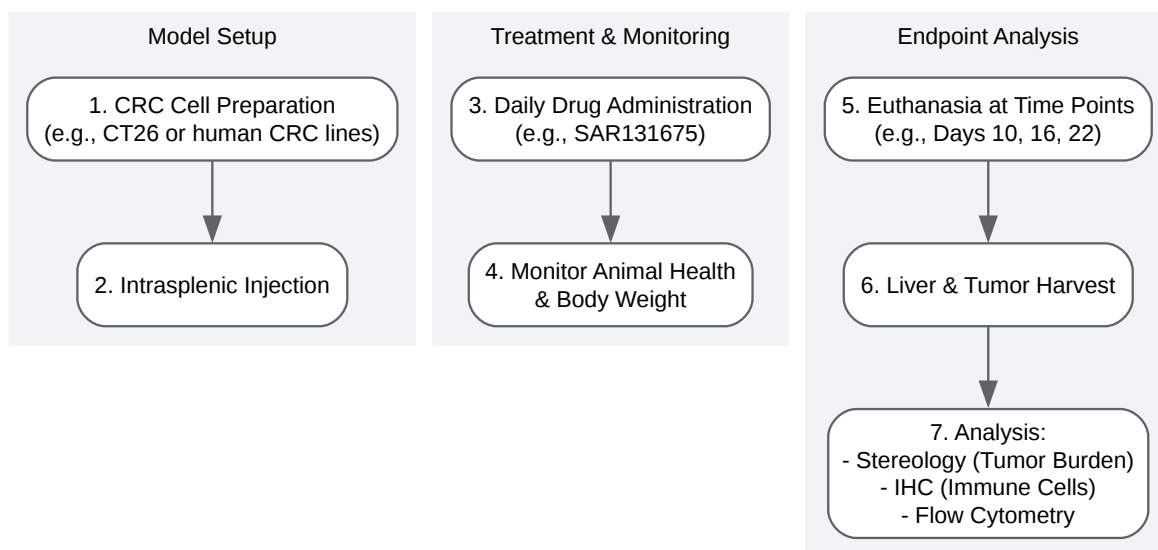 Model Setup
1. CRC Cell Preparation
(e.g., CT26 or human CRC lines)
2. Intrasplenic Injection
Treatment & Monitoring
3. Daily Drug Administration
(e.g., SAR131675)
4. Monitor Animal Health
& Body Weight
Endpoint Analysis
5. Euthanasia at Time Points
(e.g., Days 10, 16, 22)
6. Liver & Tumor Harvest
7. Analysis:
- Stereology (Tumor Burden)
- IHC (Immune Cells)
- Flow Cytometry